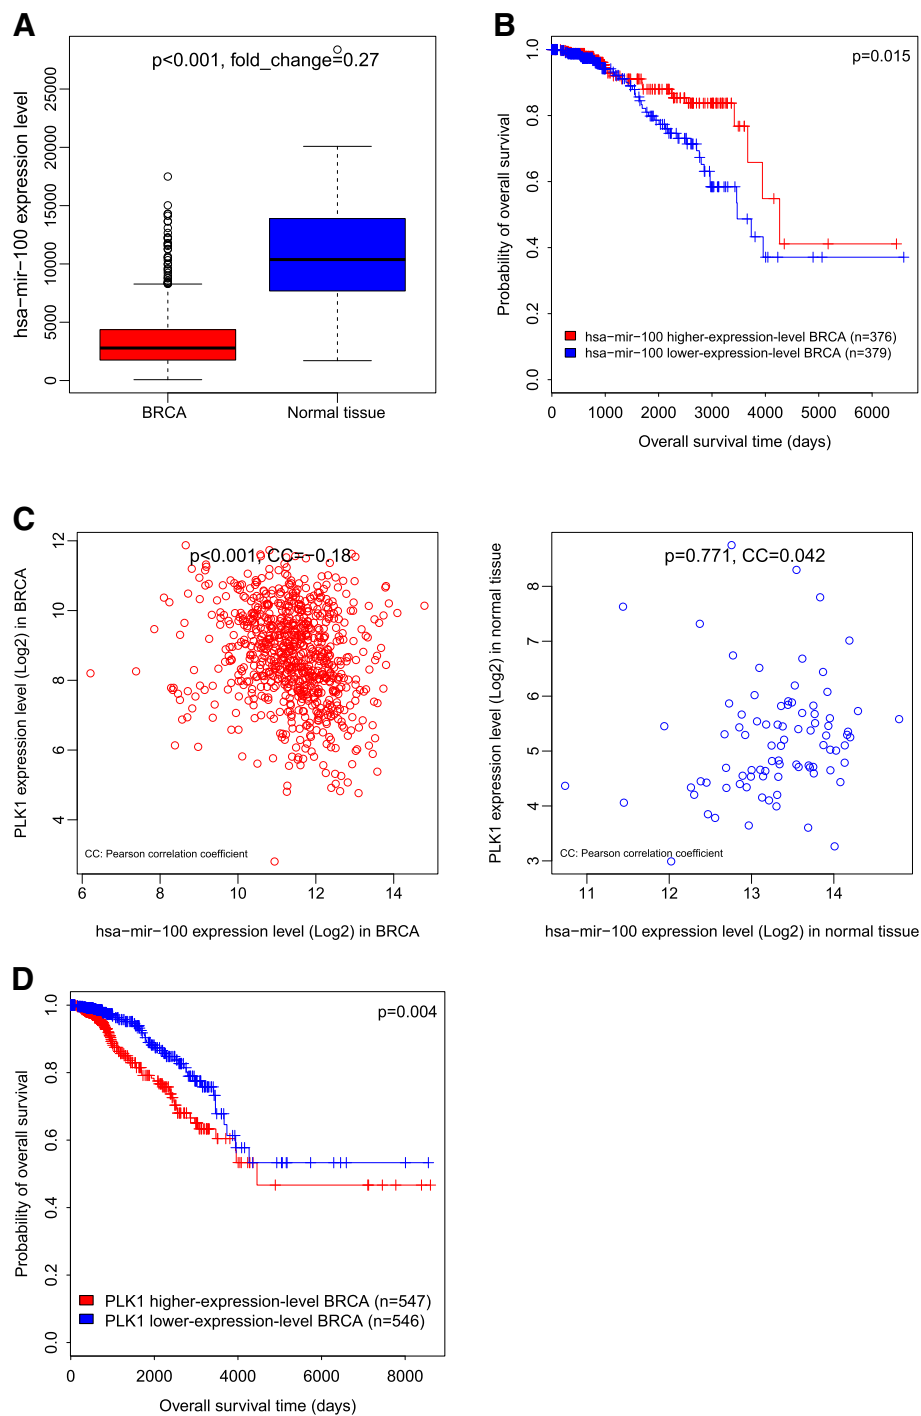 A
p<0.001, fold_change=0.27
hsa−mir−100 expression level
25000
20000
15000
10000
5000
0
BRCA
Normal tissue
B
p=0.015
Probability of overall survival
1.0
0.8
0.6
0.4
0.2
0.0
hsa−mir−100 higher-expression-level BRCA (n=376)
hsa−mir−100 lower-expression-level BRCA (n=379)
0 1000 2000 3000 4000 5000 6000
Overall survival time (days)
C
p<0.001, CC=−0.18
PLK1 expression level (Log2) in BRCA
12
10
8
6
4
CC: Pearson correlation coefficient
6 8 10 12 14
hsa−mir−100 expression level (Log2) in BRCA
p=0.771, CC=0.042
PLK1 expression level (Log2) in normal tissue
8
7
6
5
4
3
CC: Pearson correlation coefficient
11 12 13 14
hsa−mir−100 expression level (Log2) in normal tissue
D
p=0.004
Probability of overall survival
1.0
0.8
0.6
0.4
0.2
0.0
PLK1 higher-expression-level BRCA (n=547)
PLK1 lower-expression-level BRCA (n=546)
0 2000 4000 6000 8000
Overall survival time (days)